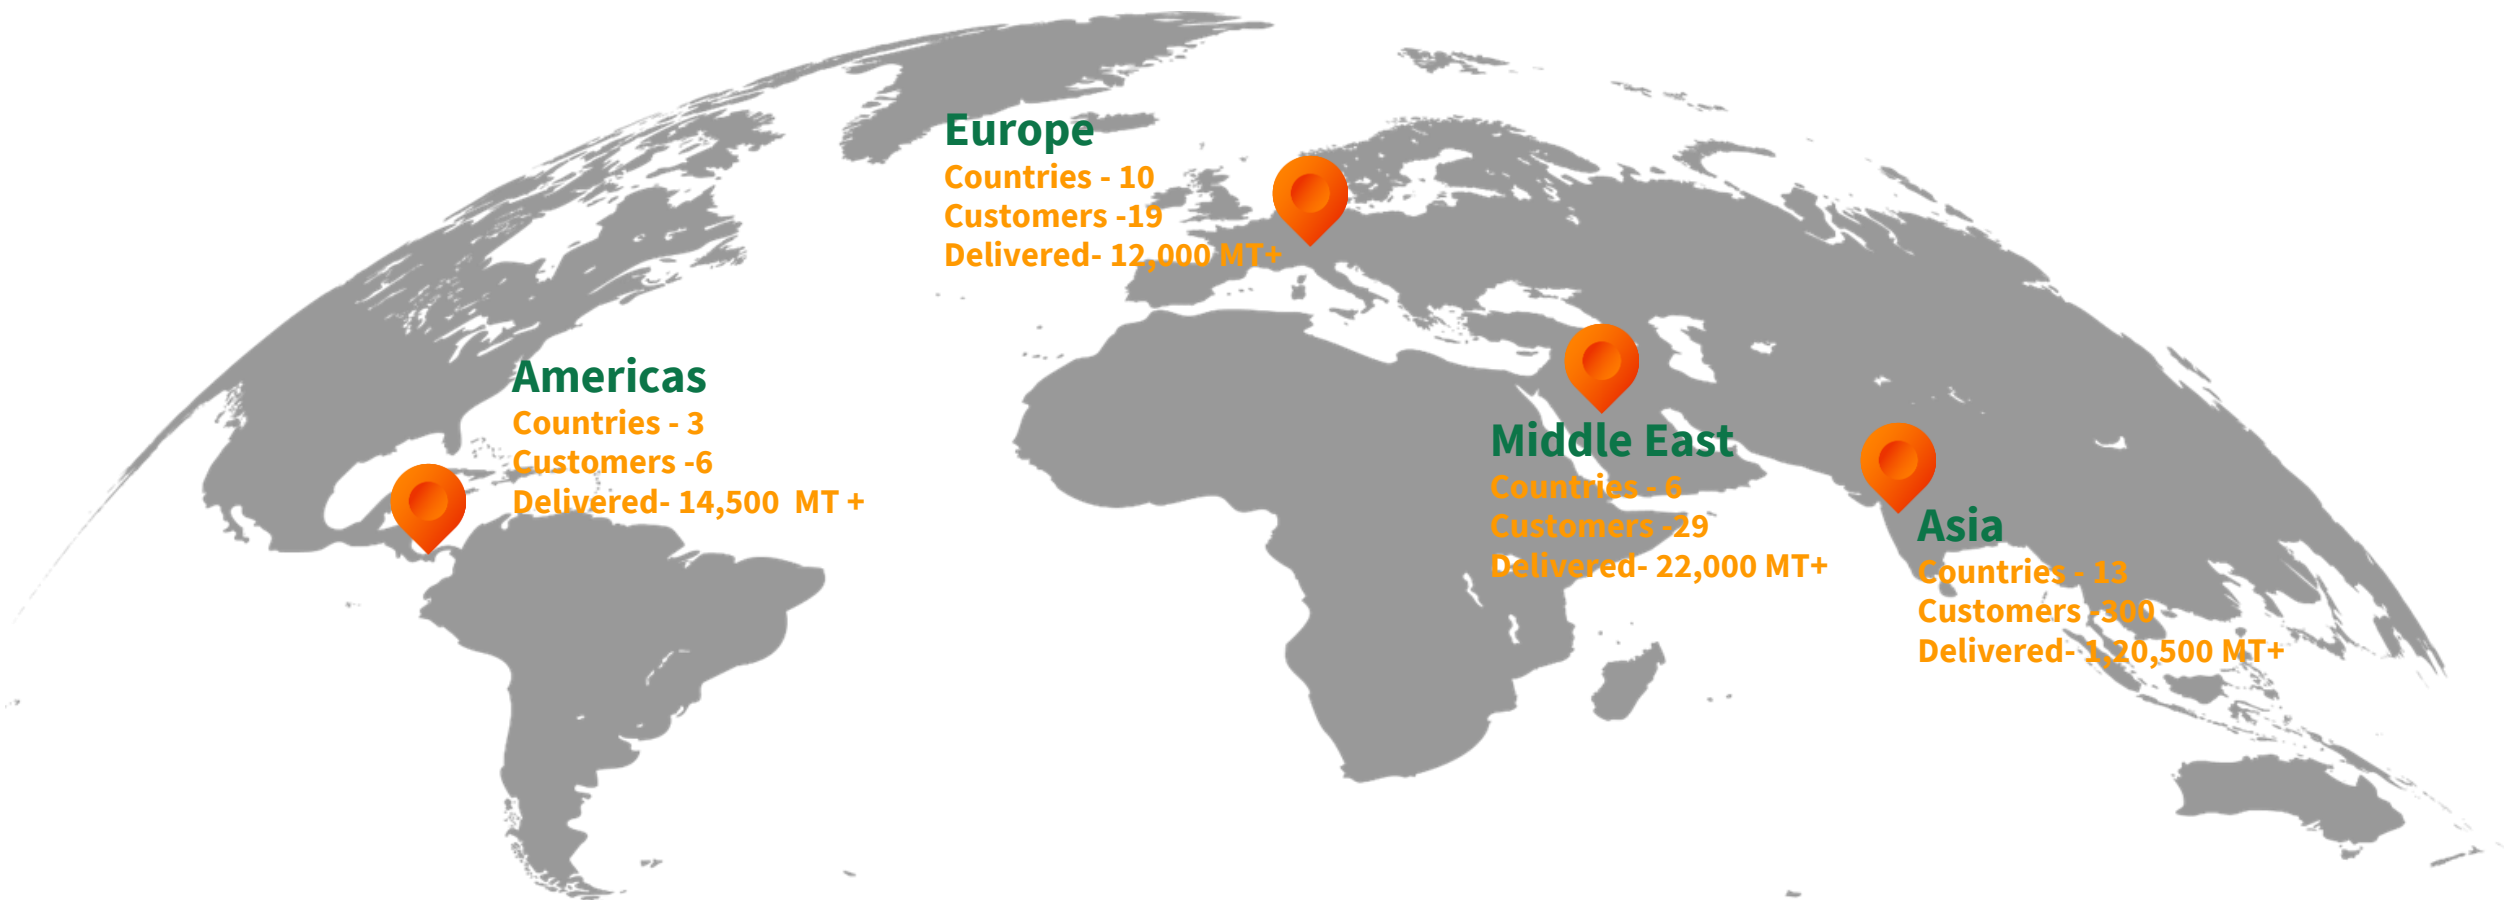 Europe
Countries - 10
Customers -19
Delivered- 12,000 MT+
Americas
Countries - 3
Customers -6
Delivered- 14,500  MT +
Middle East
Countries - 6
Customers -29
Delivered- 22,000 MT+
Asia
Countries - 13
Customers -300
Delivered- 1,20,500 MT+